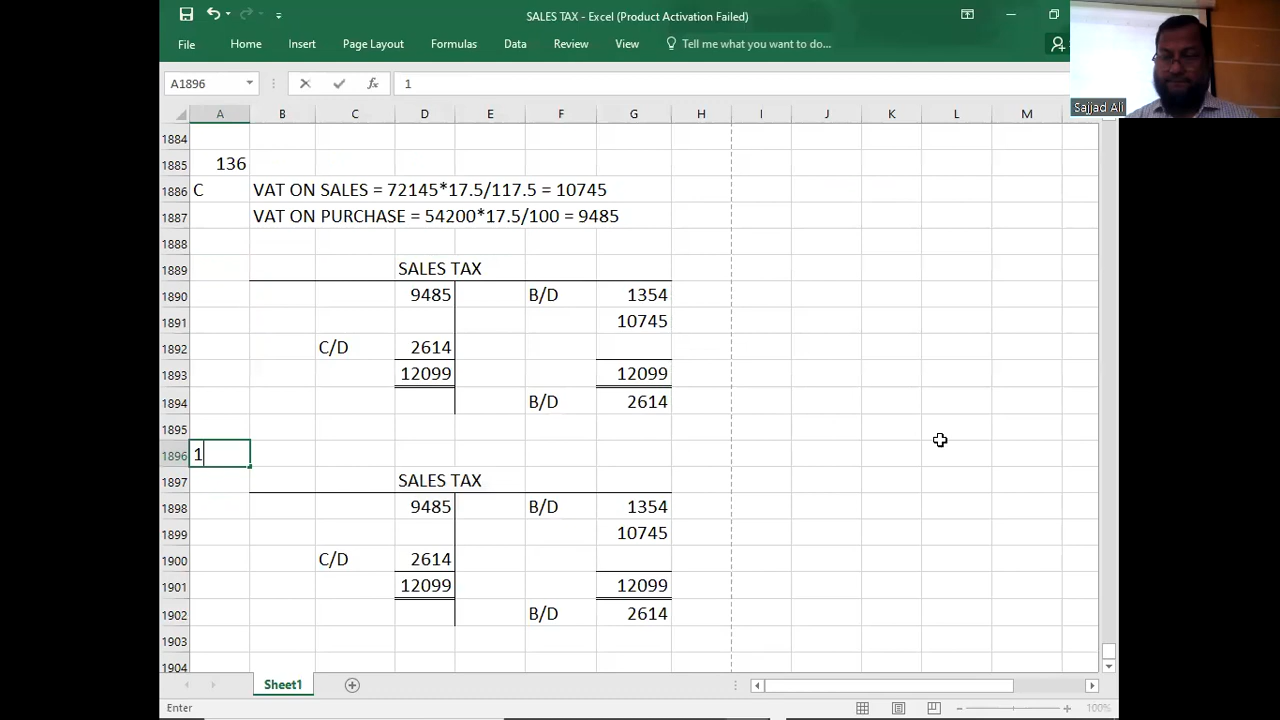 SALES TAX - Excel (Product Activation Failed)
File Home Insert Page Layout Formulas Data Review View Tell me what you want to do...
A1896 fx 1
Sajjad Ali
A B C D E F G H I J K L M
1884
1885 136
1886 C VAT ON SALES = 72145*17.5/117.5 = 10745
1887 VAT ON PURCHASE = 54200*17.5/100 = 9485
1888
1889 SALES TAX
1890 9485 B/D 1354
1891 10745
1892 C/D 2614
1893 12099 12099
1894 B/D 2614
1895
1896 1
1897 SALES TAX
1898 9485 B/D 1354
1899 10745
1900 C/D 2614
1901 12099 12099
1902 B/D 2614
1903
1904
Sheet1
Enter 100%